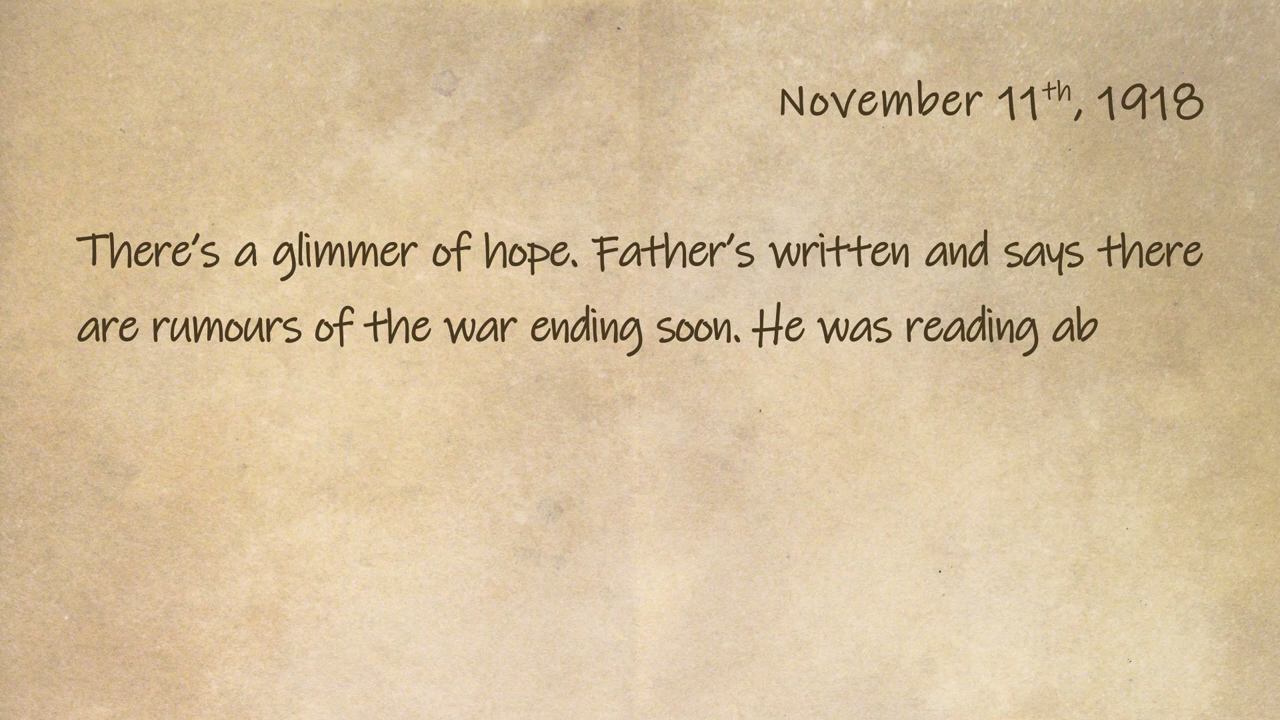 November 11th, 1918
There's a glimmer of hope. Father's written and says there
are rumours of the war ending soon. He was reading ab